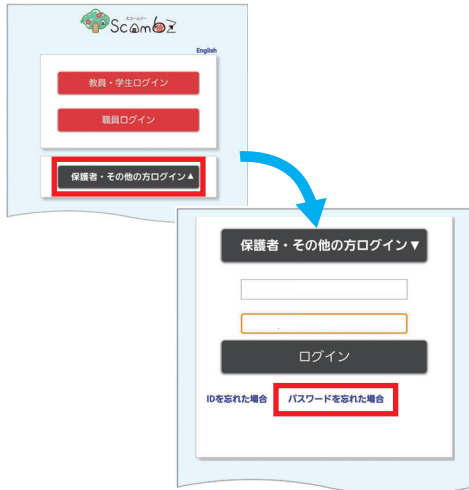 スコームジー
ScombZ
English
教員・学生ログイン
職員ログイン
保護者・その他の方ログイン▲
保護者・その他の方ログイン▼
ログイン
IDを忘れた場合 パスワードを忘れた場合